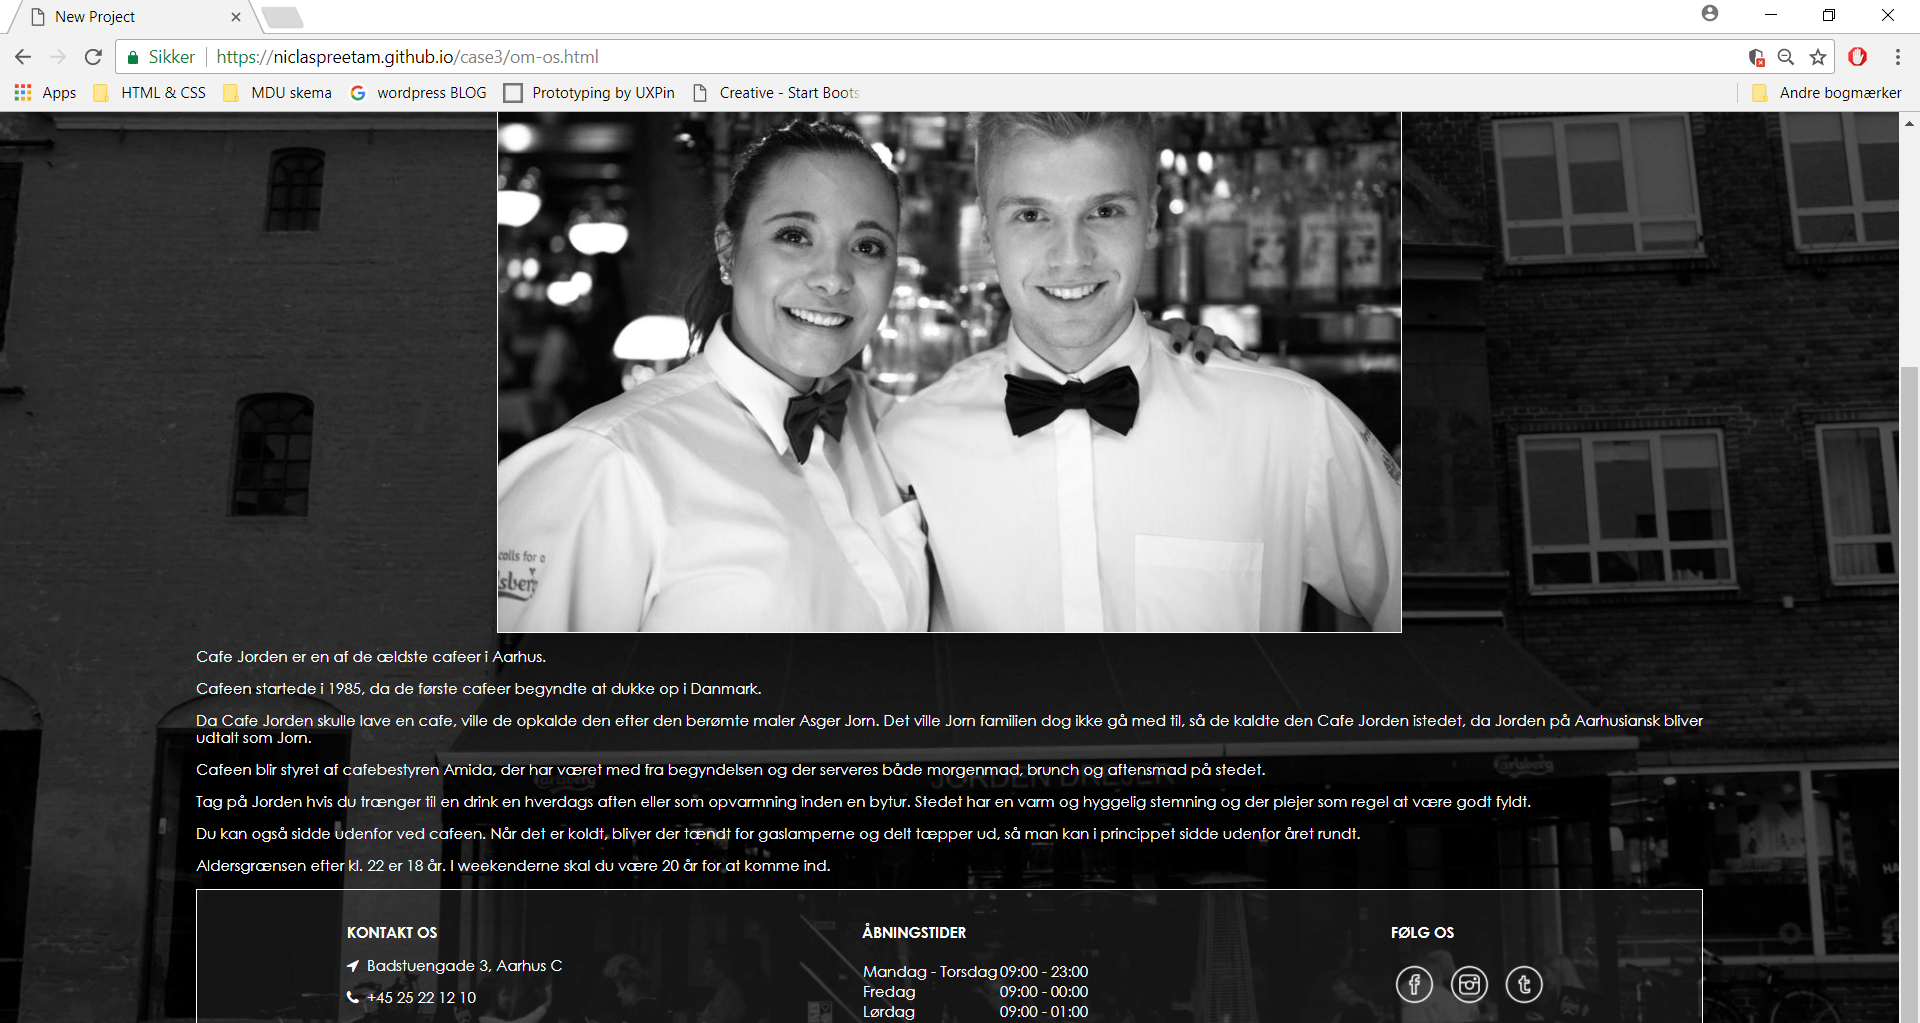 New Project
Sikker
https://niclaspreetam.github.io/case3/om-os.html
Apps
HTML & CSS
MDU skema
wordpress BLOG
Prototyping by UXPin
Creative - Start Boots
Andre bogmærker
calls for a
lsberg
Cafe Jorden er en af de ældste cafeer i Aarhus.
Cafeen startede i 1985, da de første cafeer begyndte at dukke op i Danmark.
Da Cafe Jorden skulle lave en cafe, ville de opkalde den efter den berømte maler Asger Jorn. Det ville Jorn familien dog ikke gå med til, så de kaldte den Cafe Jorden istedet, da Jorden på Aarhusiansk bliver
udtalt som Jorn.
Cafeen blir styret af cafebestyren Amida, der har været med fra begyndelsen og der serveres både morgenmad, brunch og aftensmad på stedet.
Carlsberg
JORDEN DREJER
Carlsberg
Tag på Jorden hvis du trænger til en drink en hverdags aften eller som opvarmning inden en bytur. Stedet har en varm og hyggelig stemning og der plejer som regel at være godt fyldt.
Du kan også sidde udenfor ved cafeen. Når det er koldt, bliver der tændt for gaslamperne og delt tæpper ud, så man kan i princippet sidde udenfor året rundt.
Aldersgrænsen efter kl. 22 er 18 år. I weekenderne skal du være 20 år for at komme ind.
KONTAKT OS
Badstuengade 3, Aarhus C
+45 25 22 12 10
ÅBNINGSTIDER
Mandag - Torsdag 09:00 - 23:00
Fredag 09:00 - 00:00
Lørdag 09:00 - 01:00
FØLG OS